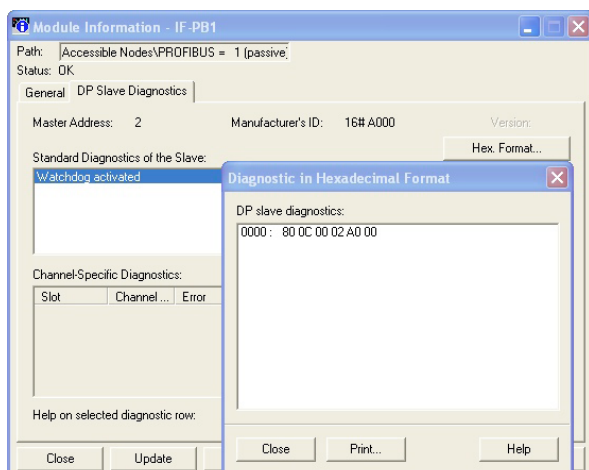 Module Information - IF-PB1
Path: Accessible Nodes\PROFIBUS = 1 (passive)
Status: OK
General DP Slave Diagnostics
Master Address: 2 Manufacturer's ID: 16# A000 Version:
Hex. Format...
Standard Diagnostics of the Slave:
Watchdog activated
Diagnostic in Hexadecimal Format
DP slave diagnostics:
0000 : 80 0C 00 02 A0 00
Channel-Specific Diagnostics:
Slot Channel ... Error
Help on selected diagnostic row:
Close Update
Close Print... Help